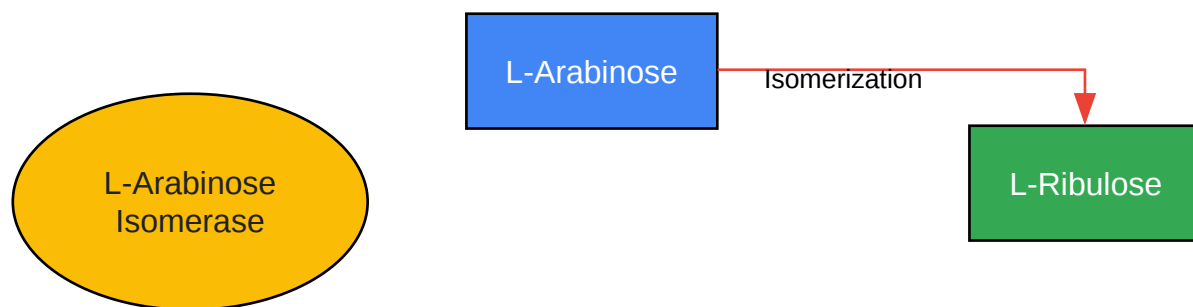 L-Arabinose
Isomerization
L-Arabinose
Isomerase
L-Ribulose